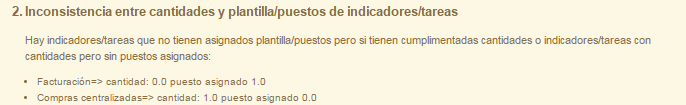 2. Inconsistencia entre cantidades y plantilla/puestos de indicadores/tareas
Hay indicadores/tareas que no tienen asignados plantilla/puestos pero si tienen cumplimentadas cantidades o indicadores/tareas con
cantidades pero sin puestos asignados:
• Facturación=> cantidad: 0.0 puesto asignado 1.0
• Compras centralizadas=> cantidad: 1.0 puesto asignado 0.0